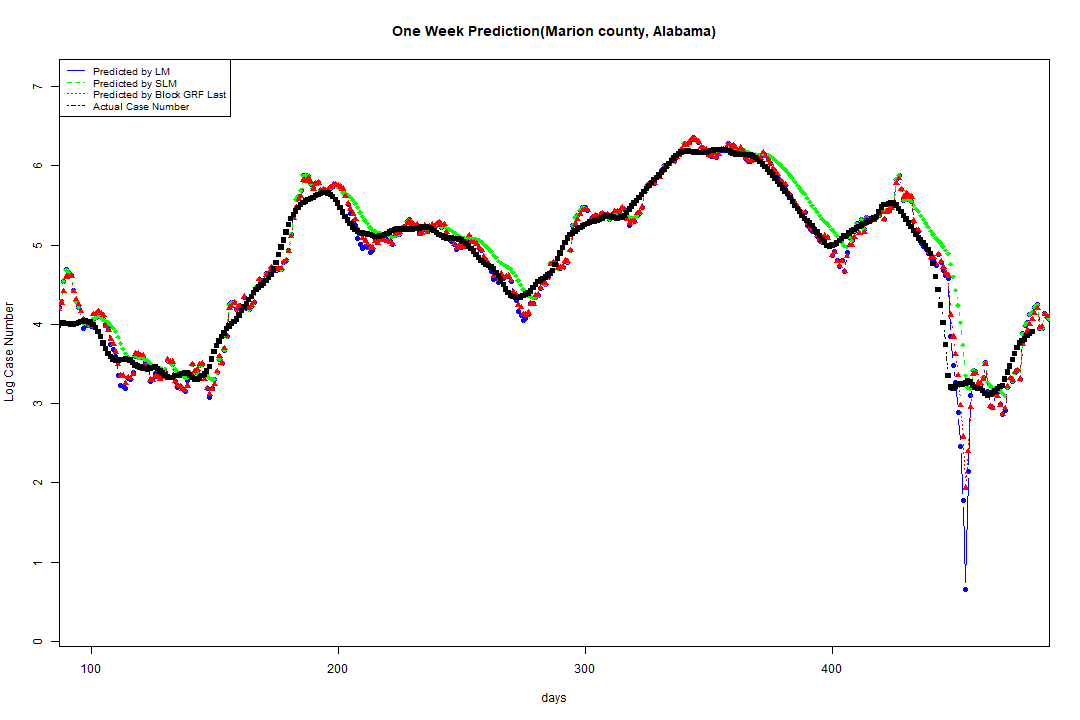 One Week Prediction(Marion county, Alabama)
Predicted by LM
Predicted by SLM
Predicted by Block GRF Last
Actual Case Number
7
6
5
4
3
2
1
0
Log Case Number
100 200 300 400
days